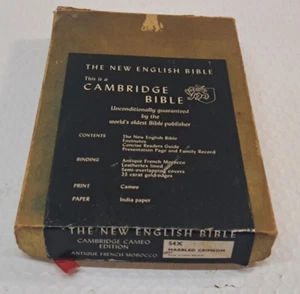 THE NEW ENGLISH BIBLE
This is a
CAMBRIDGE
BIBLE
Unconditionally guaranteed
by the
world's oldest Bible publisher
CONTENTS The New English Bible
Footnotes
Concise Readers Guide
Presentation Page and Family Record
BINDING Antique French Morocco
Leathertex lined
Semi-overlapping covers
23 carat gold edges
PRINT Cameo
PAPER India paper
THE NEW ENGLISH BIBLE
CAMBRIDGE CAMEO
EDITION
ANTIQUE FRENCH MOROCCO
54X
MARBLED CRIMSON